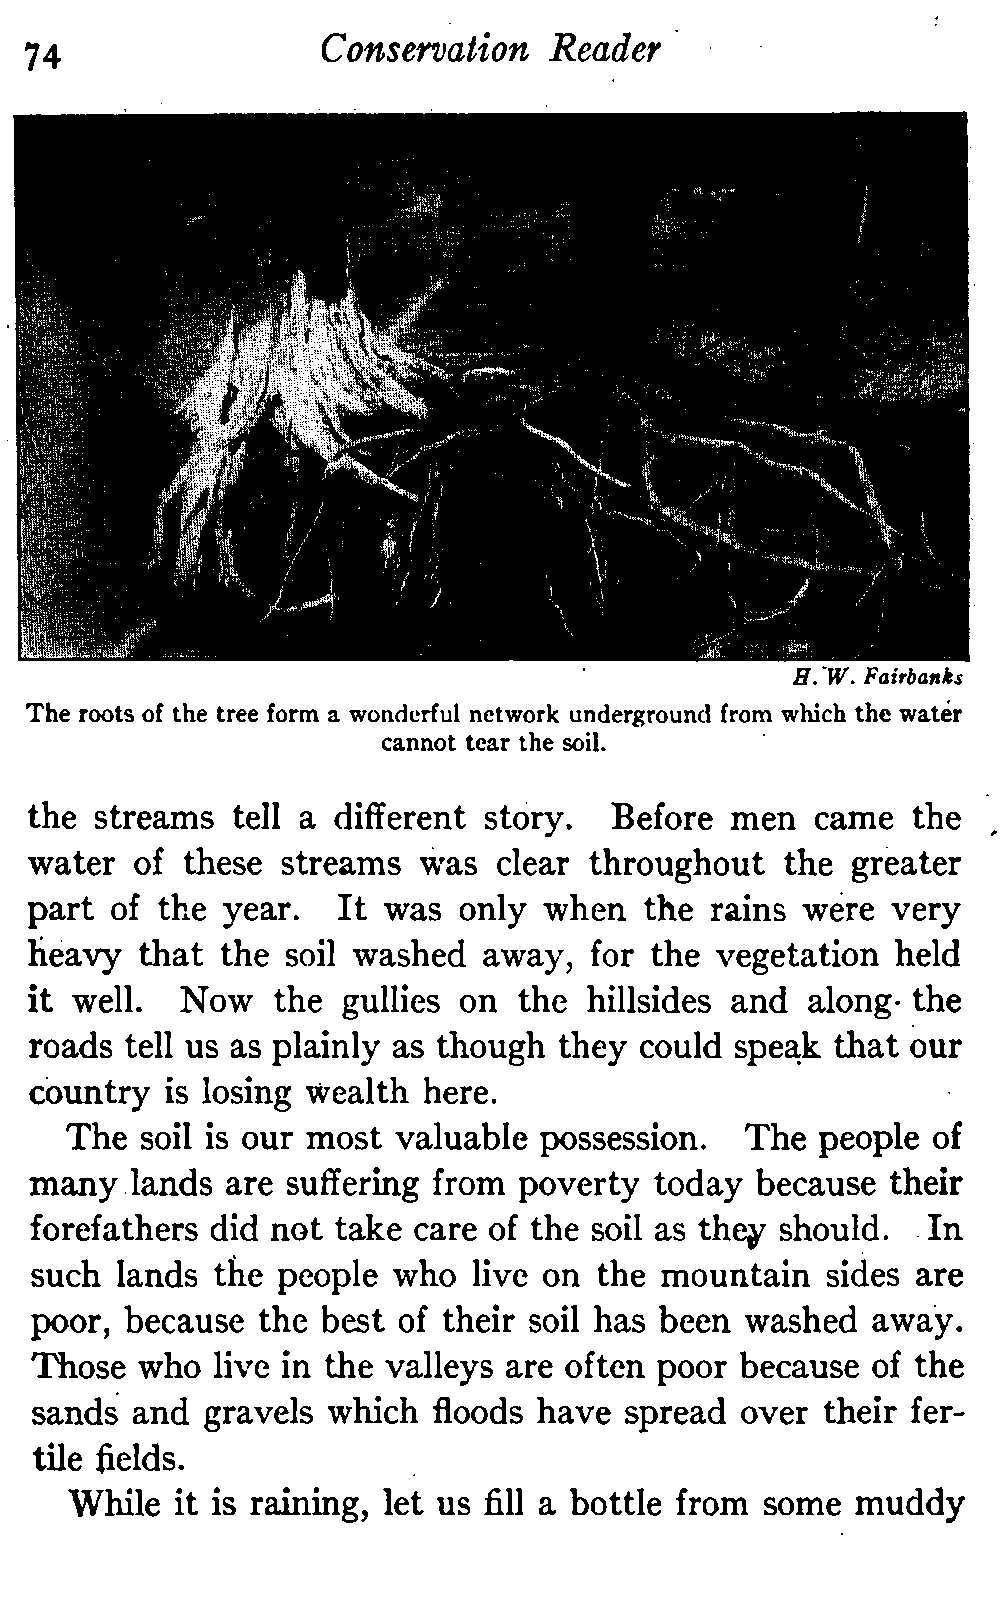 74 Conservation Reader
H. W. Fairbanks
The roots of the tree form a wonderful network underground from which the water
cannot tear the soil.
the streams tell a different story. Before men came the
water of these streams was clear throughout the greater
part of the year. It was only when the rains were very
heavy that the soil washed away, for the vegetation held
it well. Now the gullies on the hillsides and along the
roads tell us as plainly as though they could speak that our
country is losing wealth here.
The soil is our most valuable possession. The people of
many lands are suffering from poverty today because their
forefathers did not take care of the soil as they should. In
such lands the people who live on the mountain sides are
poor, because the best of their soil has been washed away.
Those who live in the valleys are often poor because of the
sands and gravels which floods have spread over their fer-
tile fields.
While it is raining, let us fill a bottle from some muddy